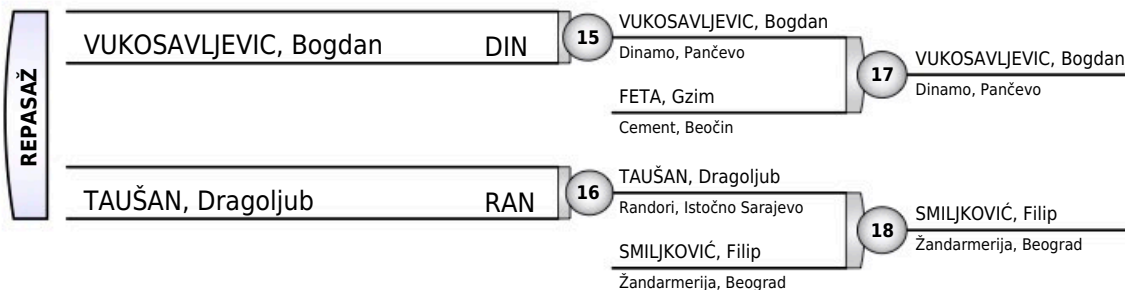 REPASAŽ
VUKOSAVLJEVIC, Bogdan DIN
15
VUKOSAVLJEVIC, Bogdan
Dinamo, Pančevo
FETA, Gzim
Cement, Beočin
17
VUKOSAVLJEVIC, Bogdan
Dinamo, Pančevo
TAUŠAN, Dragoljub RAN
16
TAUŠAN, Dragoljub
Randori, Istočno Sarajevo
SMILJKOVIĆ, Filip
Žandarmerija, Beograd
18
SMILJKOVIĆ, Filip
Žandarmerija, Beograd